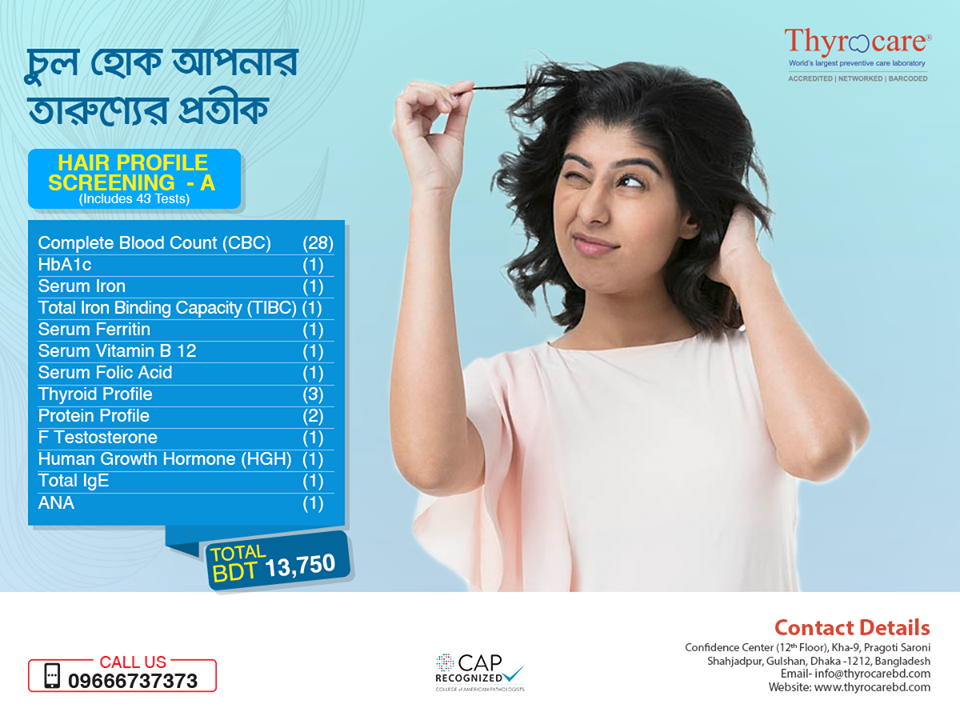 চুল হোক আপনার
তারুণ্যের প্রতীক
Thyrocare®
World's largest preventive care laboratory
ACCREDITED | NETWORKED | BARCODED
HAIR PROFILE
SCREENING - A
(Includes 43 Tests)
Complete Blood Count (CBC) (28)
HbA1c (1)
Serum Iron (1)
Total Iron Binding Capacity (TIBC) (1)
Serum Ferritin (1)
Serum Vitamin B 12 (1)
Serum Folic Acid (1)
Thyroid Profile (3)
Protein Profile (2)
F Testosterone (1)
Human Growth Hormone (HGH) (1)
Total IgE (1)
ANA (1)
TOTAL
BDT 13,750
CALL US
09666737373
CAP
RECOGNIZED
COLLEGE of AMERICAN PATHOLOGISTS
Contact Details
Confidence Center (12th Floor), Kha-9, Pragoti Saroni
Shahjadpur, Gulshan, Dhaka -1212, Bangladesh
Email- info@thyrocarebd.com
Website: www.thyrocarebd.com